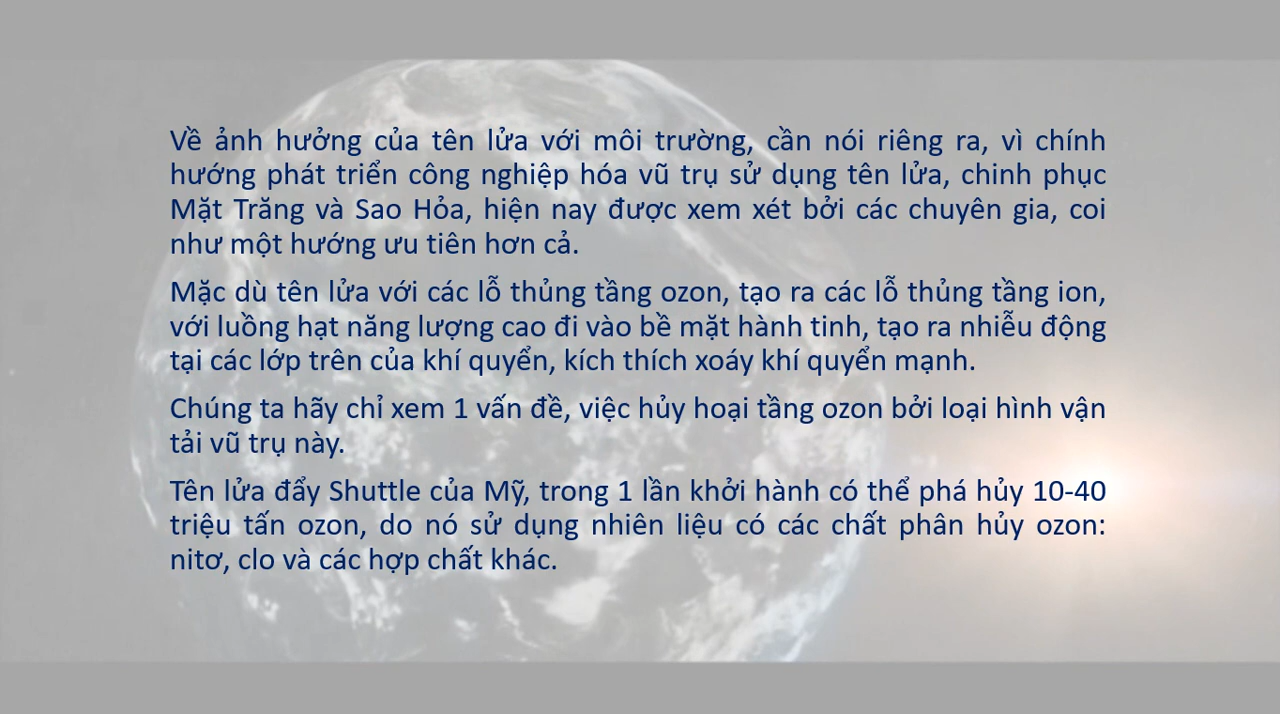 Về ảnh hưởng của tên lửa với môi trường, cần nói riêng ra, vì chính
hướng phát triển công nghiệp hóa vũ trụ sử dụng tên lửa, chinh phục
Mặt Trăng và Sao Hỏa, hiện nay được xem xét bởi các chuyên gia, coi
như một hướng ưu tiên hơn cả.
Mặc dù tên lửa với các lỗ thủng tầng ozon, tạo ra các lỗ thủng tầng ion,
với luồng hạt năng lượng cao đi vào bề mặt hành tinh, tạo ra nhiễu động
tại các lớp trên của khí quyển, kích thích xoáy khí quyển mạnh.
Chúng ta hãy chỉ xem 1 vấn đề, việc hủy hoại tầng ozon bởi loại hình vận
tải vũ trụ này.
Tên lửa đẩy Shuttle của Mỹ, trong 1 lần khởi hành có thể phá hủy 10-40
triệu tấn ozon, do nó sử dụng nhiên liệu có các chất phân hủy ozon:
nitơ, clo và các hợp chất khác.